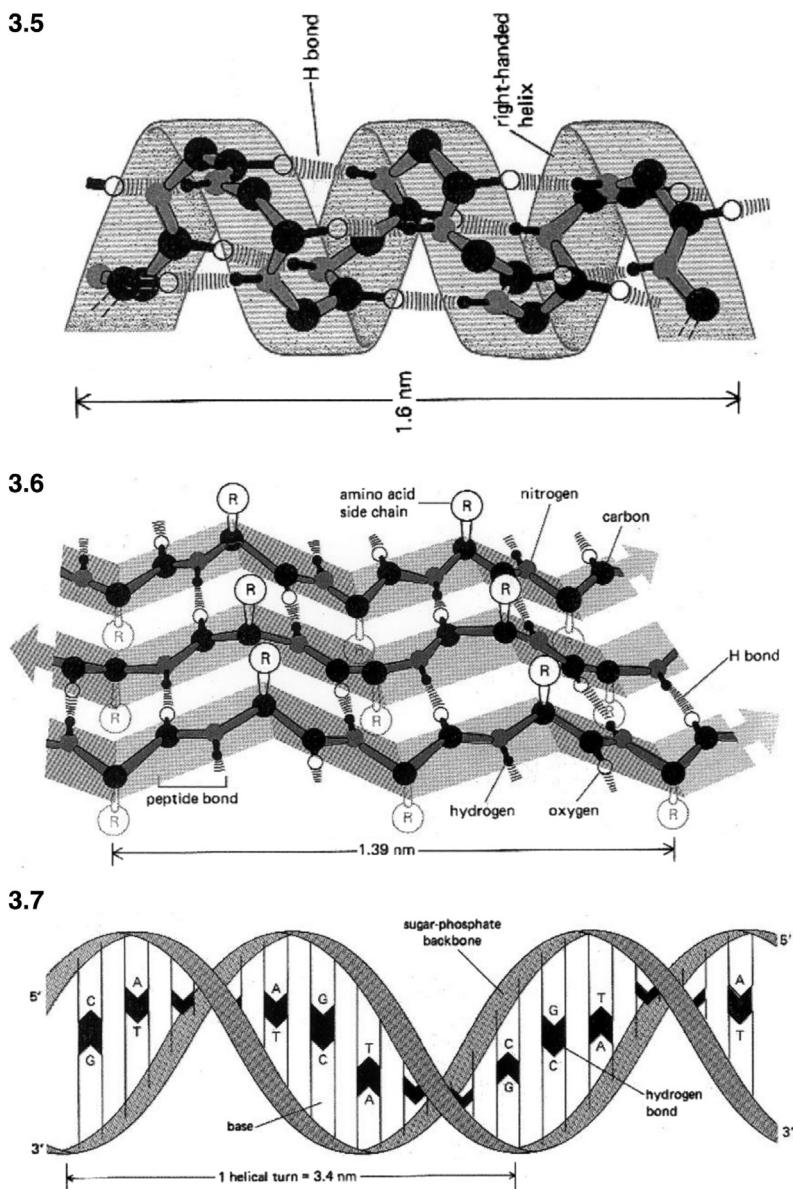 3.5
H bond
right-handed
helix
1.6 nm
3.6
R
R
amino acid
side chain
nitrogen
carbon
R
R
R
R
R
R
R
R
R
R
H bond
peptide bond
hydrogen
oxygen
R
R
R
1.39 nm
3.7
sugar-phosphate
backbone
5'
5'
C
G
A
T
A
T
G
C
T
A
C
G
G
C
T
A
A
T
base
hydrogen
bond
3'
3'
1 helical turn = 3.4 nm